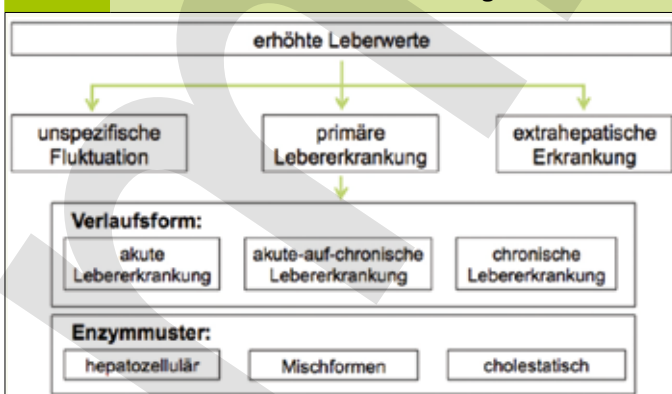 erhöhte Leberwerte
unspezifische
Fluktuation
primäre
Lebererkrankung
extrahepatische
Erkrankung
Verlaufsform:
akute
Lebererkrankung
akute-auf-chronische
Lebererkrankung
chronische
Lebererkrankung
Enzymmuster:
hepatozellulär
Mischformen
cholestatisch